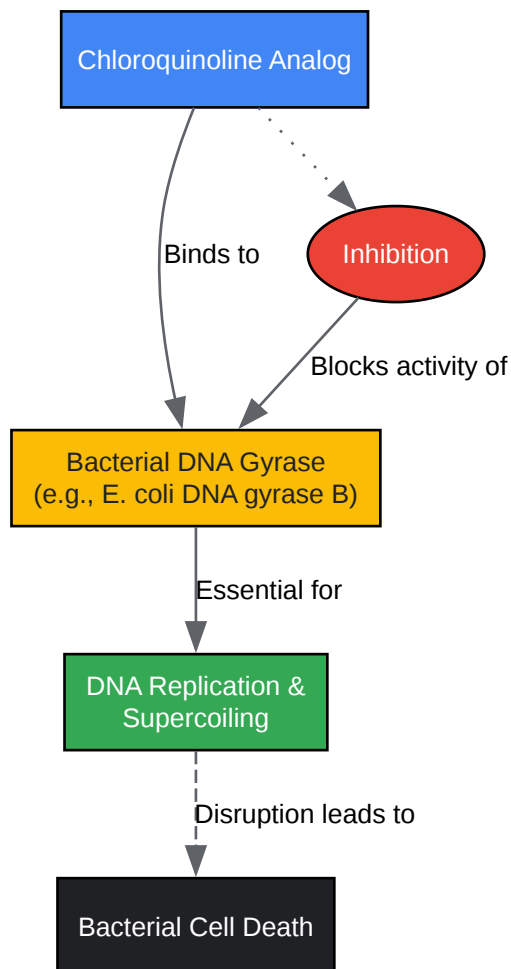 Chloroquinoline Analog
Binds to
Inhibition
Blocks activity of
Bacterial DNA Gyrase
(e.g., E. coli DNA gyrase B)
Essential for
DNA Replication &
Supercoiling
Disruption leads to
Bacterial Cell Death